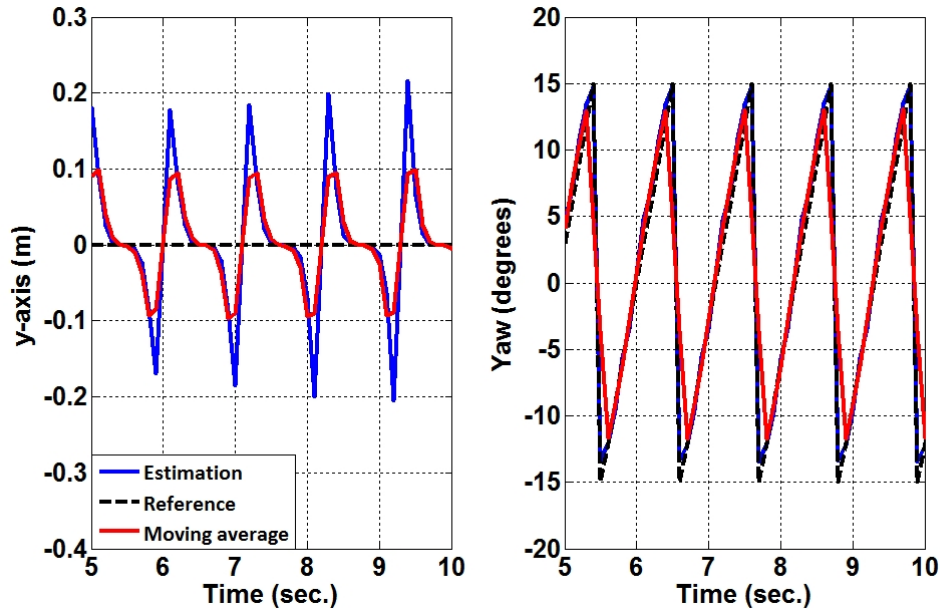 0.3
0.2
0.1
0
-0.1
-0.2
-0.3
-0.4
y-axis (m)
Estimation
Reference
Moving average
5 6 7 8 9 10
Time (sec.)
20
15
10
5
0
-5
-10
-15
-20
Yaw (degrees)
5 6 7 8 9 10
Time (sec.)